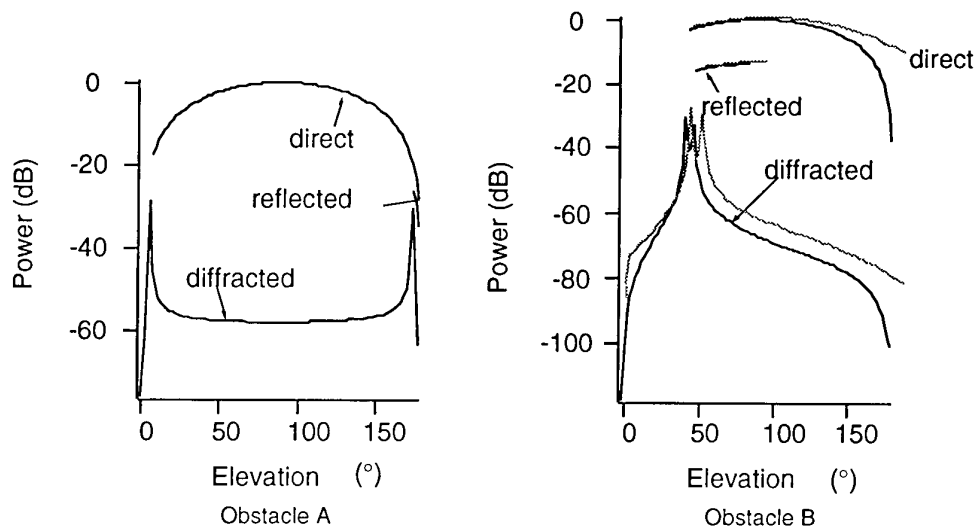 0
-20
-40
-60
Power (dB)
direct
reflected
diffracted
0 50 100 150
Elevation (°)
Obstacle A
0
-20
-40
-60
-80
-100
Power (dB)
direct
reflected
diffracted
0 50 100 150
Elevation (°)
Obstacle B